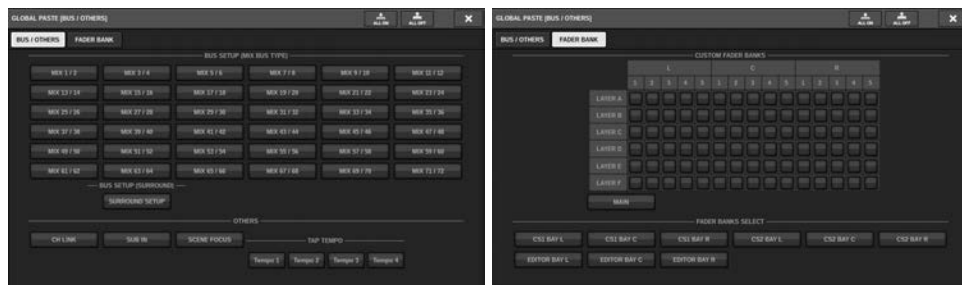 GLOBAL PASTE [BUS / OTHERS]
ALL ON ALL OFF
BUS / OTHERS FADER BANK
BUS SETUP (MIX BUS TYPE)
MIX 1 / 2 MIX 3 / 4 MIX 5 / 6 MIX 7 / 8 MIX 9 / 10 MIX 11 / 12
MIX 13 / 14 MIX 15 / 16 MIX 17 / 18 MIX 19 / 20 MIX 21 / 22 MIX 23 / 24
MIX 25 / 26 MIX 27 / 28 MIX 29 / 30 MIX 31 / 32 MIX 33 / 34 MIX 35 / 36
MIX 37 / 38 MIX 39 / 40 MIX 41 / 42 MIX 43 / 44 MIX 45 / 46 MIX 47 / 48
MIX 49 / 50 MIX 51 / 52 MIX 53 / 54 MIX 55 / 56 MIX 57 / 58 MIX 59 / 60
MIX 61 / 62 MIX 63 / 64 MIX 65 / 66 MIX 67 / 68 MIX 69 / 70 MIX 71 / 72
BUS SETUP (SURROUND)
SURROUND SETUP
OTHERS
CH LINK SUB IN SCENE FOCUS TAP TEMPO
Tempo 1 Tempo 2 Tempo 3 Tempo 4
GLOBAL PASTE [BUS / OTHERS]
ALL ON ALL OFF
BUS / OTHERS FADER BANK
CUSTOM FADER BANKS
L C R
1 2 3 4 5 1 2 3 4 5 1 2 3 4 5
LAYER A
LAYER B
LAYER C
LAYER D
LAYER E
LAYER F
MAIN
FADER BANKS SELECT
CS1 BAY L CS1 BAY C CS1 BAY R CS2 BAY L CS2 BAY C CS2 BAY R
EDITOR BAY L EDITOR BAY C EDITOR BAY R